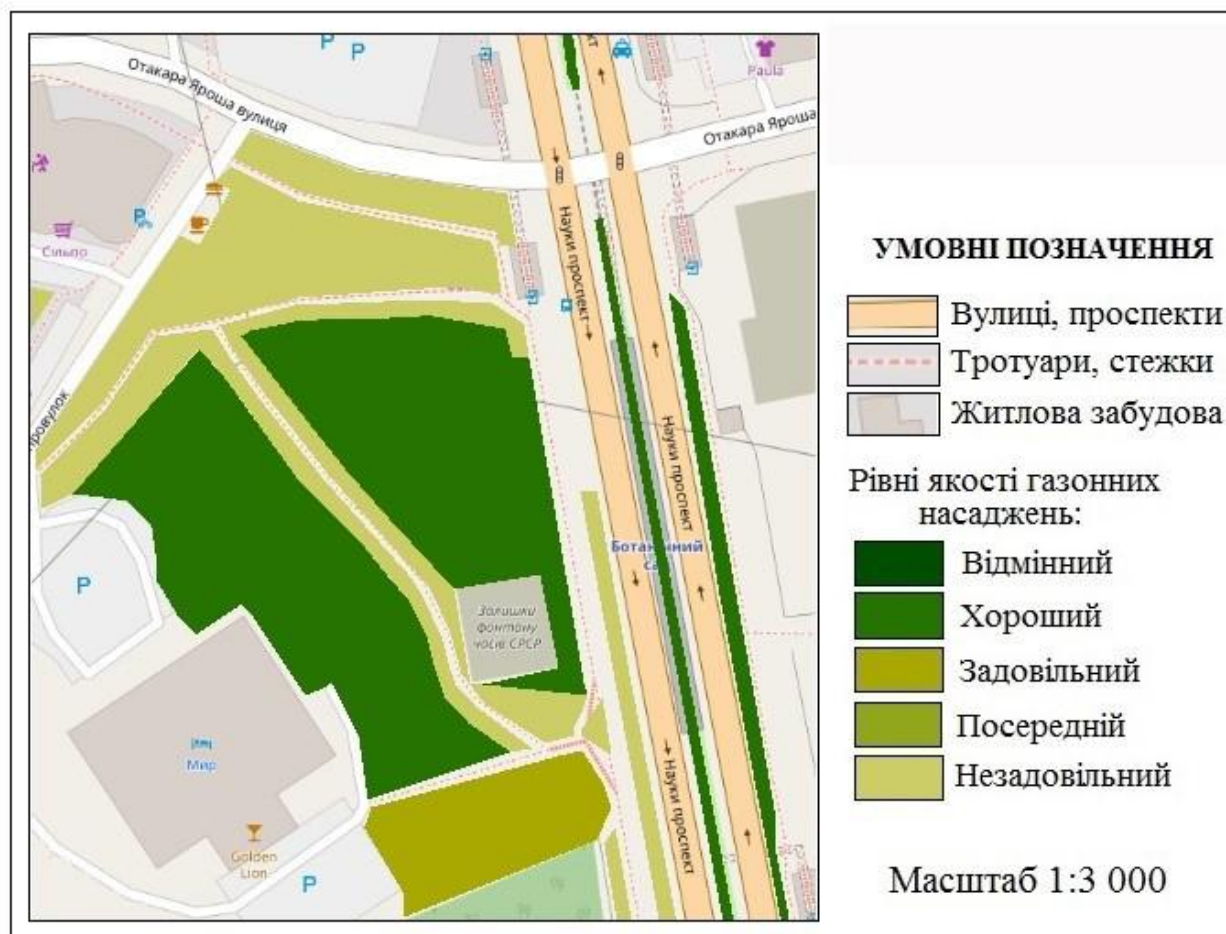 P
P
Paula
Отакара Яроша вулиця
Отакара Яроша
Сільпо
P
Науки проспект
Науки проспект
провулок
P
Ботанічний
са
Залишки
фонтану
часів СРСР
Мир
Golden
Lion
P
Науки проспект
УМОВНІ ПОЗНАЧЕННЯ
Вулиці, проспекти
Тротуари, стежки
Житлова забудова
Рівні якості газонних
насаджень:
Відмінний
Хороший
Задовільний
Посередній
Незадовільний
Масштаб 1:3 000